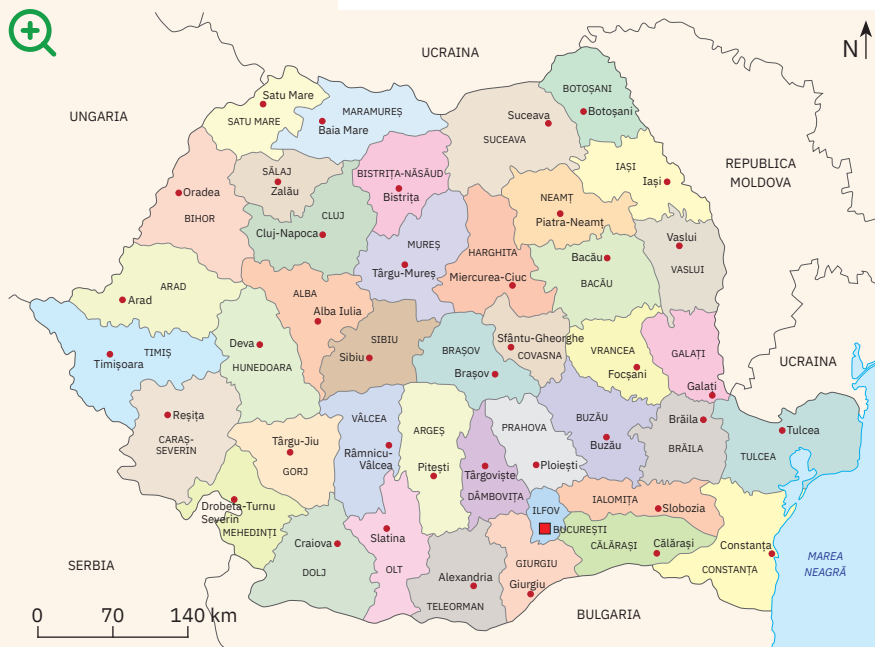 UCRAINA
N
UNGARIA
Satu Mare
SATU MARE
MARAMUREȘ
Baia Mare
BOTOȘANI
Botoșani
Suceava
SUCEAVA
REPUBLICA
MOLDOVA
IAȘI
Iași
SĂLAJ
Zalău
BISTRIȚA-NĂSĂUD
Bistrița
Oradea
BIHOR
CLUJ
Cluj-Napoca
NEAMȚ
Piatra-Neamț
MUREȘ
Târgu-Mureș
HARGHITA
Miercurea-Ciuc
Bacău
BACĂU
Vaslui
VASLUI
ARAD
Arad
ALBA
Alba Iulia
TIMIȘ
Timișoara
Deva
HUNEDOARA
SIBIU
Sibiu
BRAȘOV
Brașov
Sfântu-Gheorghe
COVASNA
VRANCEA
Focșani
GALAȚI
Galați
UCRAINA
Reșița
CARAȘ-
SEVERIN
Târgu-Jiu
GORJ
VÂLCEA
Râmnicu-
Vâlcea
ARGEȘ
Pitești
PRAHOVA
Ploiești
Târgoviște
DÂMBOVIȚA
BUZĂU
Buzău
Brăila
BRĂILA
Tulcea
TULCEA
Drobeta-Turnu
Severin
MEHEDINȚI
ILFOV
BUCUREȘTI
IALOMIȚA
Slobozia
Craiova
DOLJ
Slatina
OLT
CĂLĂRAȘI
Călărași
Constanța
CONSTANȚA
MAREA
NEAGRĂ
SERBIA
Alexandria
TELEORMAN
GIURGIU
Giurgiu
BULGARIA
0 70 140 km